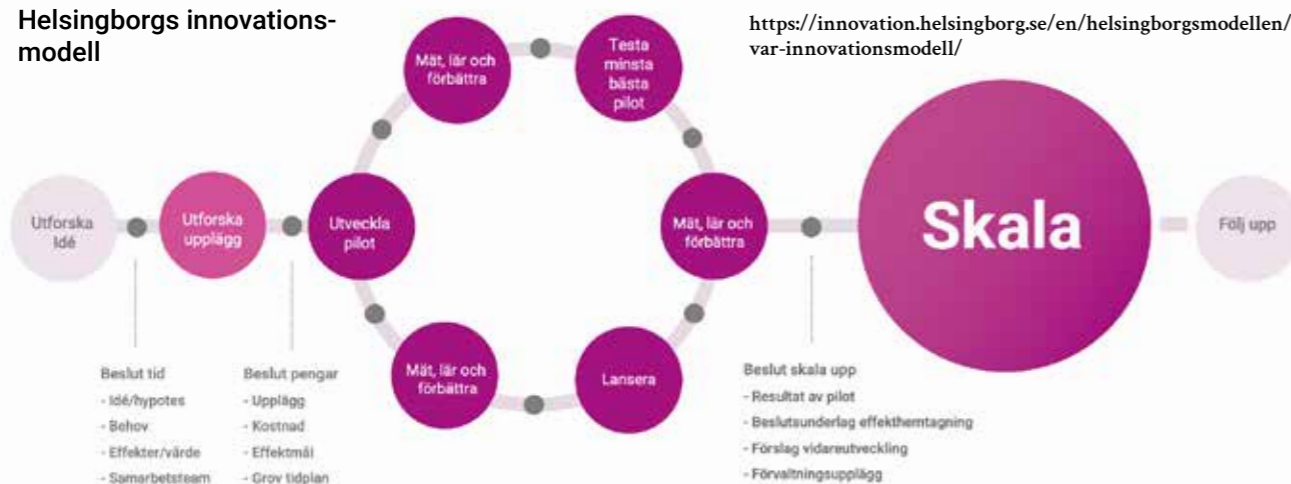 Helsingborgs innovations-
modell
https://innovation.helsingborg.se/en/helsingborgsmodellen/
var-innovationsmodell/
Utforska
Idé
Utforska
upplägg
Utveckla
pilot
Mät, lär och
förbättra
Testa
minsta
bästa
pilot
Mät, lär och
förbättra
Lansera
Mät, lär och
förbättra
Skala
Följ upp
Beslut tid
- Idé/hypotes
- Behov
- Effekter/värde
- Samarbetsteam
Beslut pengar
- Upplägg
- Kostnad
- Effektmål
- Grov tidplan
Beslut skala upp
- Resultat av pilot
- Beslutsunderlag effekthemtagning
- Förslag vidareutveckling
- Förvaltningsupplägg